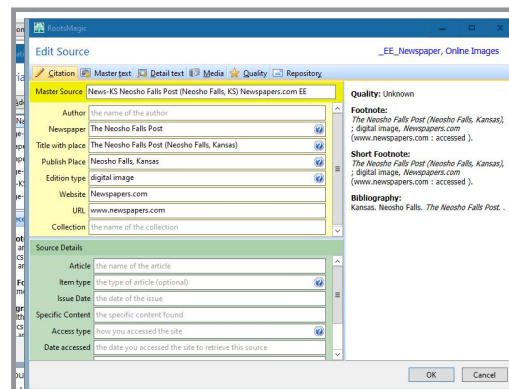 RootsMagic
Edit Source
_EE_Newspaper, Online Images
Citation Master text Detail text Media Quality Repository
Master Source News-KS Neosho Falls Post (Neosho Falls, KS) Newspapers.com EE
Author the name of the author
Newspaper The Neosho Falls Post
Title with place The Neosho Falls Post (Neosho Falls, Kansas)
Publish Place Neosho Falls, Kansas
Edition type digital image
Website Newspapers.com
URL www.newspapers.com
Collection the name of the collection
Source Details
Article the name of the article
Item type the type of article (optional)
Issue Date the date of the issue
Specific Content the specific content found
Access type how you accessed the site
Date accessed the date you accessed the site to retrieve this source
Quality: Unknown
Footnote:
The Neosho Falls Post (Neosho Falls, Kansas),
; digital image, Newspapers.com
(www.newspapers.com : accessed ).
Short Footnote:
The Neosho Falls Post (Neosho Falls, Kansas),
; digital image, Newspapers.com
(www.newspapers.com : accessed ).
Bibliography:
Kansas. Neosho Falls. The Neosho Falls Post. .
OK Cancel